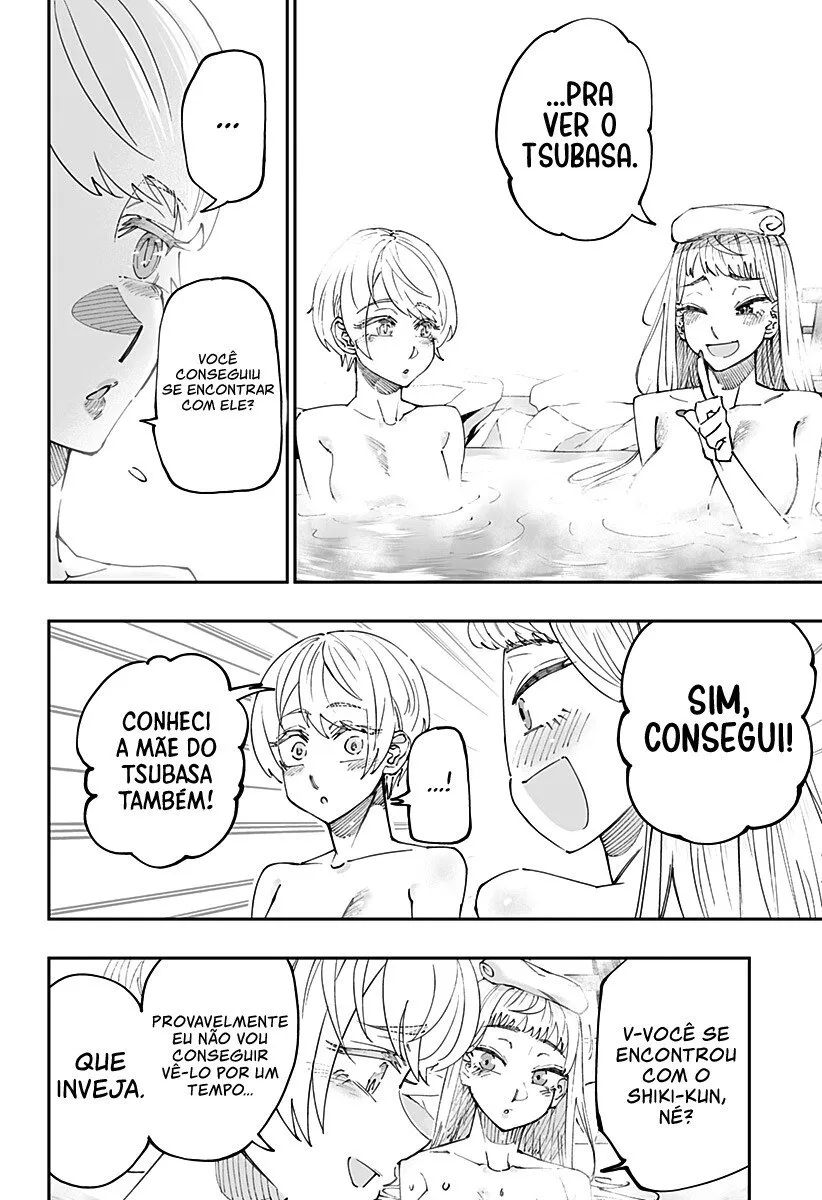 ...PRA
VER O
TSUBASA.
...
VOCÊ
CONSEGUIU
SE ENCONTRAR
COM ELE?
SIM,
CONSEGUI!
...!
CONHECI
A MÃE DO
TSUBASA
TAMBÉM!
V-VOCÊ SE
ENCONTROU
COM O
SHIKI-KUN,
NÉ?
PROVAVELMENTE
EU NÃO VOU
CONSEGUIR
VÊ-LO POR UM
TEMPO...
QUE
INVEJA.